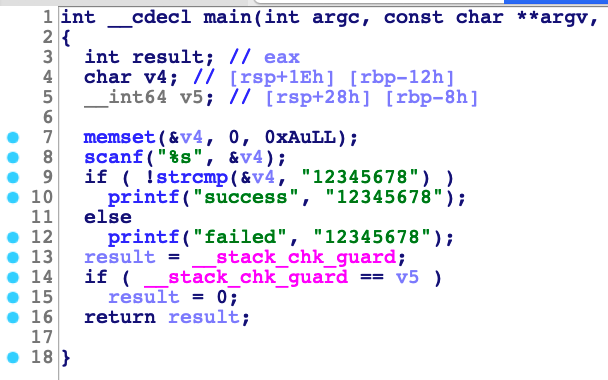 1 int __cdecl main(int argc, const char **argv,
2 {
3 int result; // eax
4 char v4; // [rsp+1Eh] [rbp-12h]
5 __int64 v5; // [rsp+28h] [rbp-8h]
6
7 memset(&v4, 0, 0xAuLL);
8 scanf("%s", &v4);
9 if ( !strcmp(&v4, "12345678") )
10 printf("success", "12345678");
11 else
12 printf("failed", "12345678");
13 result = __stack_chk_guard;
14 if ( __stack_chk_guard == v5 )
15 result = 0;
16 return result;
17
18 }